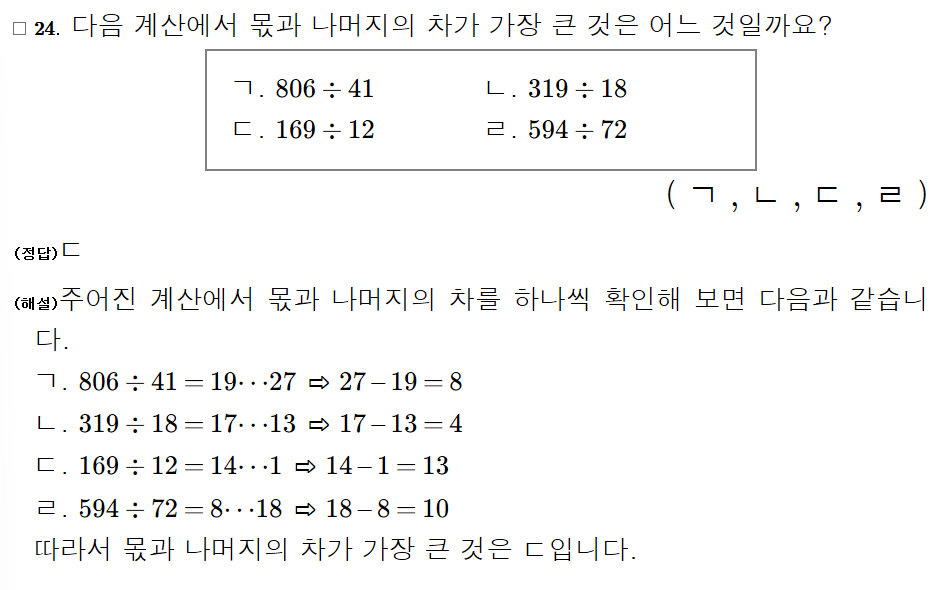 □ 24. 다음 계산에서 몫과 나머지의 차가 가장 큰 것은 어느 것일까요?
ㄱ. 806÷41 ㄴ. 319÷18
ㄷ. 169÷12 ㄹ. 594÷72
( ㄱ , ㄴ , ㄷ , ㄹ )
(정답)ㄷ
(해설)주어진 계산에서 몫과 나머지의 차를 하나씩 확인해 보면 다음과 같습니
다.
ㄱ. 806÷41=19···27 ⇨ 27-19=8
ㄴ. 319÷18=17···13 ⇨ 17-13=4
ㄷ. 169÷12=14···1 ⇨ 14-1=13
ㄹ. 594÷72=8···18 ⇨ 18-8=10
따라서 몫과 나머지의 차가 가장 큰 것은 ㄷ입니다.